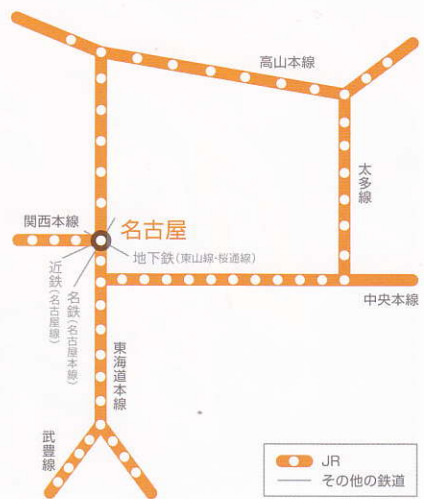 高山本線
太多線
関西本線
名古屋
地下鉄(東山線・桜通線)
近鉄(名古屋線)
名鉄(名古屋本線)
中央本線
東海道本線
武豊線
JR
その他の鉄道